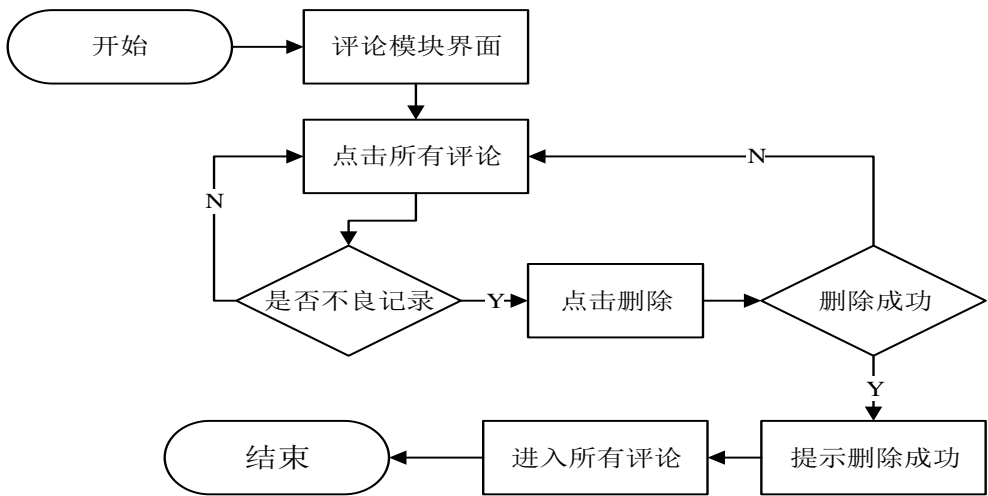 开始
评论模块界面
点击所有评论
N
N
是否不良记录
Y
点击删除
删除成功
Y
结束
进入所有评论
提示删除成功